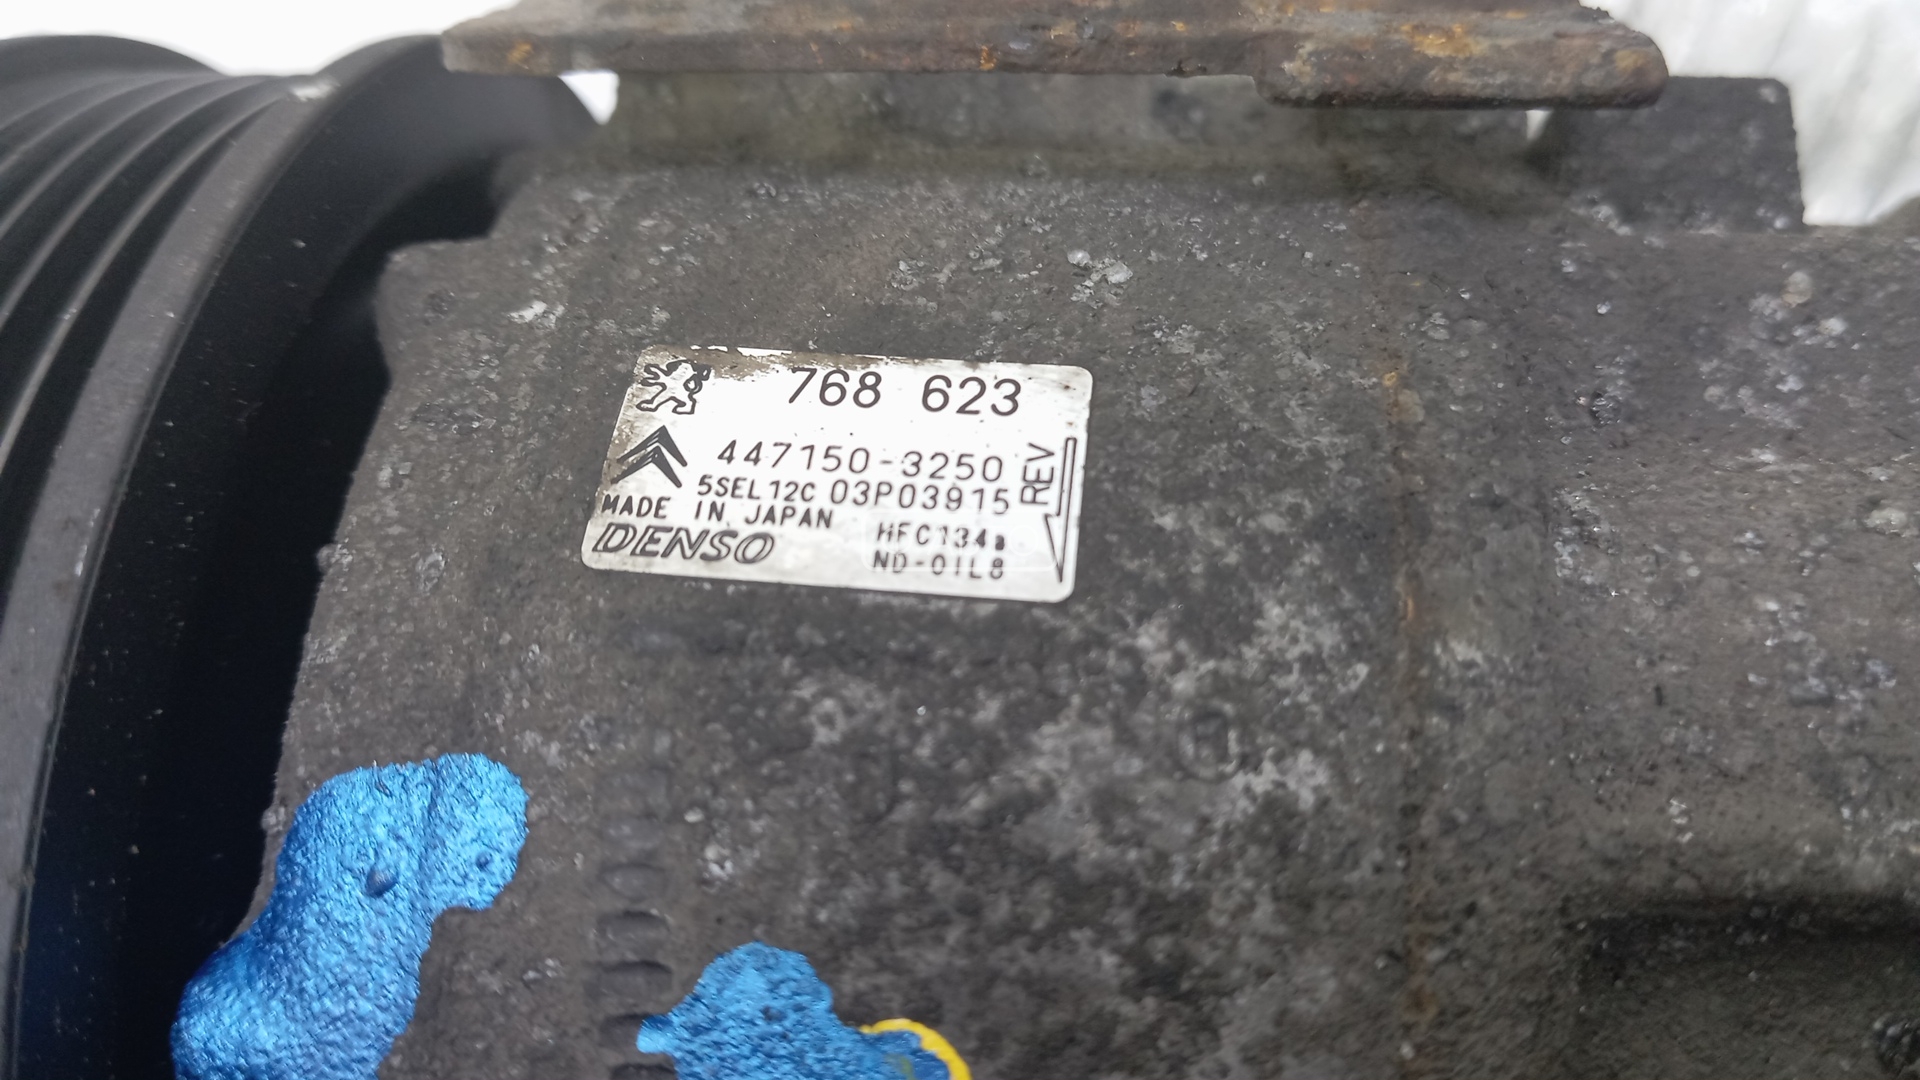 768 623
447150-3250
5SEL12C 03P03915
REV
MADE IN JAPAN
HFC134a
DENSO
ND-OIL8